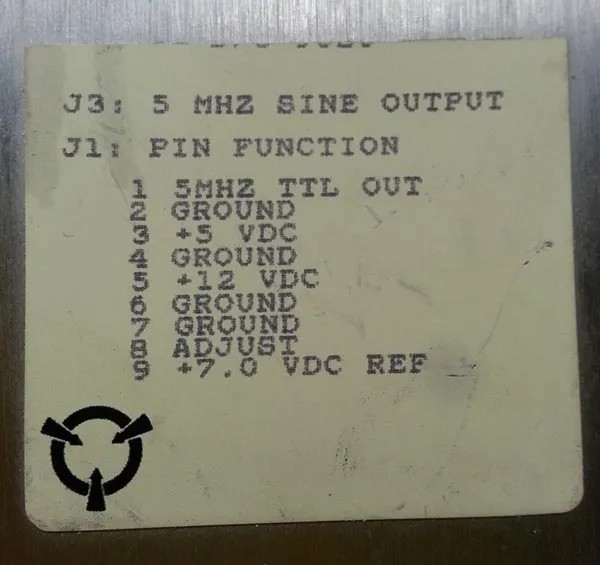 J3: 5 MHZ SINE OUTPUT
J1: PIN FUNCTION
1 5MHZ TTL OUT
2 GROUND
3 +5 VDC
4 GROUND
5 +12 VDC
6 GROUND
7 GROUND
8 ADJUST
9 +7.0 VDC REF